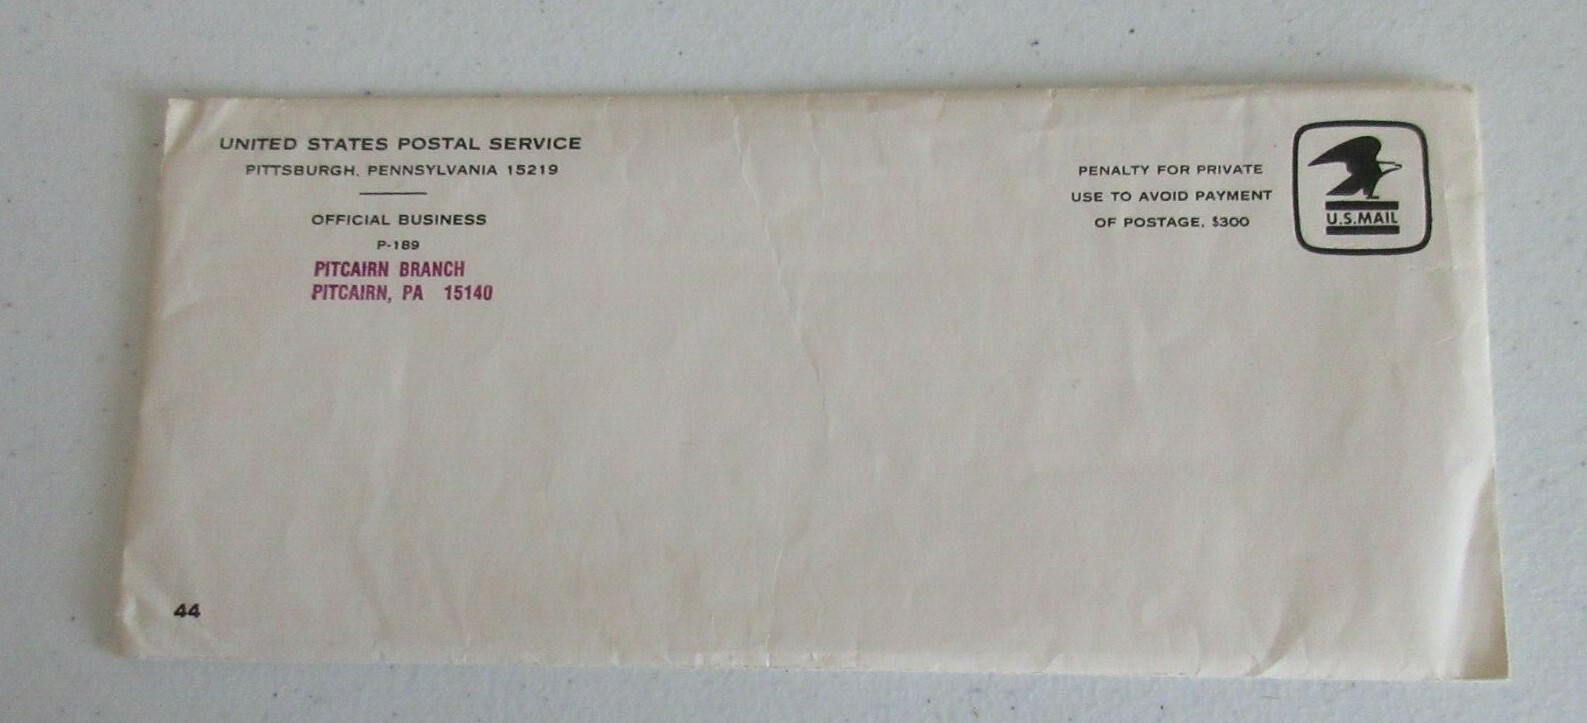 UNITED STATES POSTAL SERVICE
PITTSBURGH, PENNSYLVANIA 15219
OFFICIAL BUSINESS
P-189
PITCAIRN BRANCH
PITCAIRN, PA 15140
PENALTY FOR PRIVATE
USE TO AVOID PAYMENT
OF POSTAGE, $300
U.S.MAIL
44